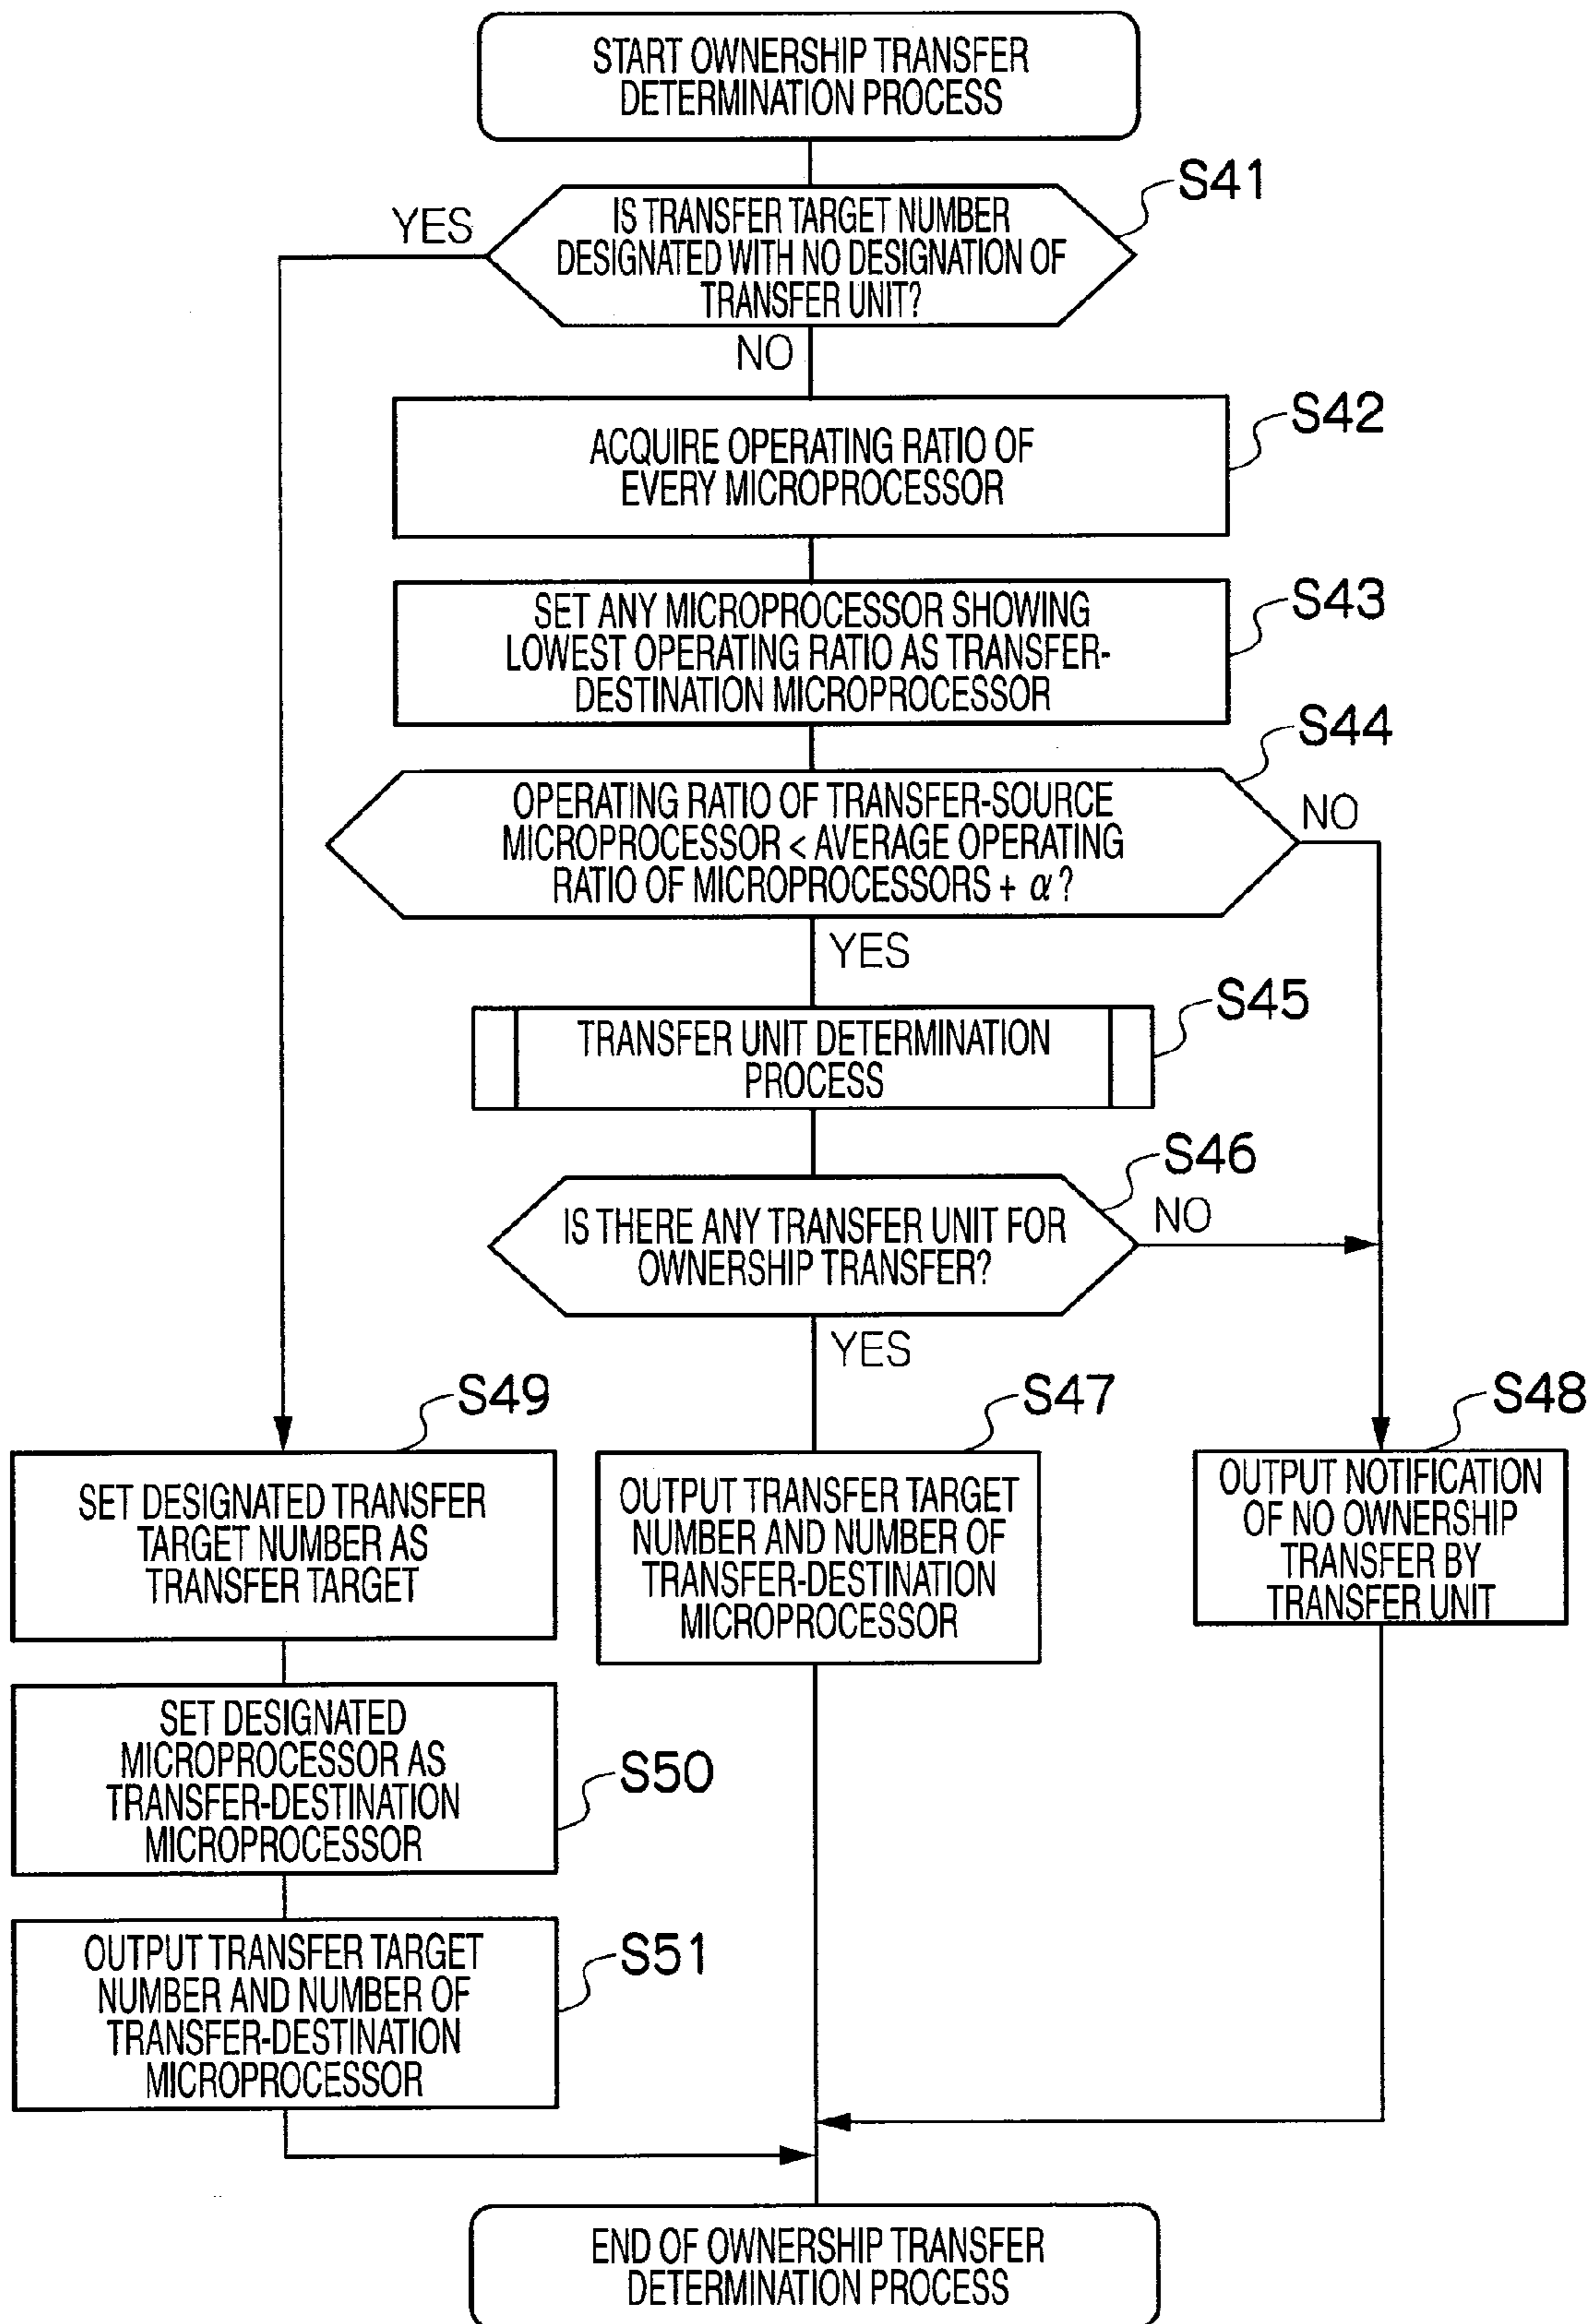 START OWNERSHIP TRANSFER
DETERMINATION PROCESS
S41
YES
IS TRANSFER TARGET NUMBER
DESIGNATED WITH NO DESIGNATION OF
TRANSFER UNIT?
NO
S42
ACQUIRE OPERATING RATIO OF
EVERY MICROPROCESSOR
S43
SET ANY MICROPROCESSOR SHOWING
LOWEST OPERATING RATIO AS TRANSFER-
DESTINATION MICROPROCESSOR
S44
OPERATING RATIO OF TRANSFER-SOURCE
MICROPROCESSOR < AVERAGE OPERATING
RATIO OF MICROPROCESSORS + α ?
NO
YES
S45
TRANSFER UNIT DETERMINATION
PROCESS
S46
IS THERE ANY TRANSFER UNIT FOR
OWNERSHIP TRANSFER?
NO
YES
S49
SET DESIGNATED TRANSFER
TARGET NUMBER AS
TRANSFER TARGET
S47
OUTPUT TRANSFER TARGET
NUMBER AND NUMBER OF
TRANSFER-DESTINATION
MICROPROCESSOR
S48
OUTPUT NOTIFICATION
OF NO OWNERSHIP
TRANSFER BY
TRANSFER UNIT
SET DESIGNATED
MICROPROCESSOR AS
TRANSFER-DESTINATION
MICROPROCESSOR
S50
OUTPUT TRANSFER TARGET
NUMBER AND NUMBER OF
TRANSFER-DESTINATION
MICROPROCESSOR
S51
END OF OWNERSHIP TRANSFER
DETERMINATION PROCESS